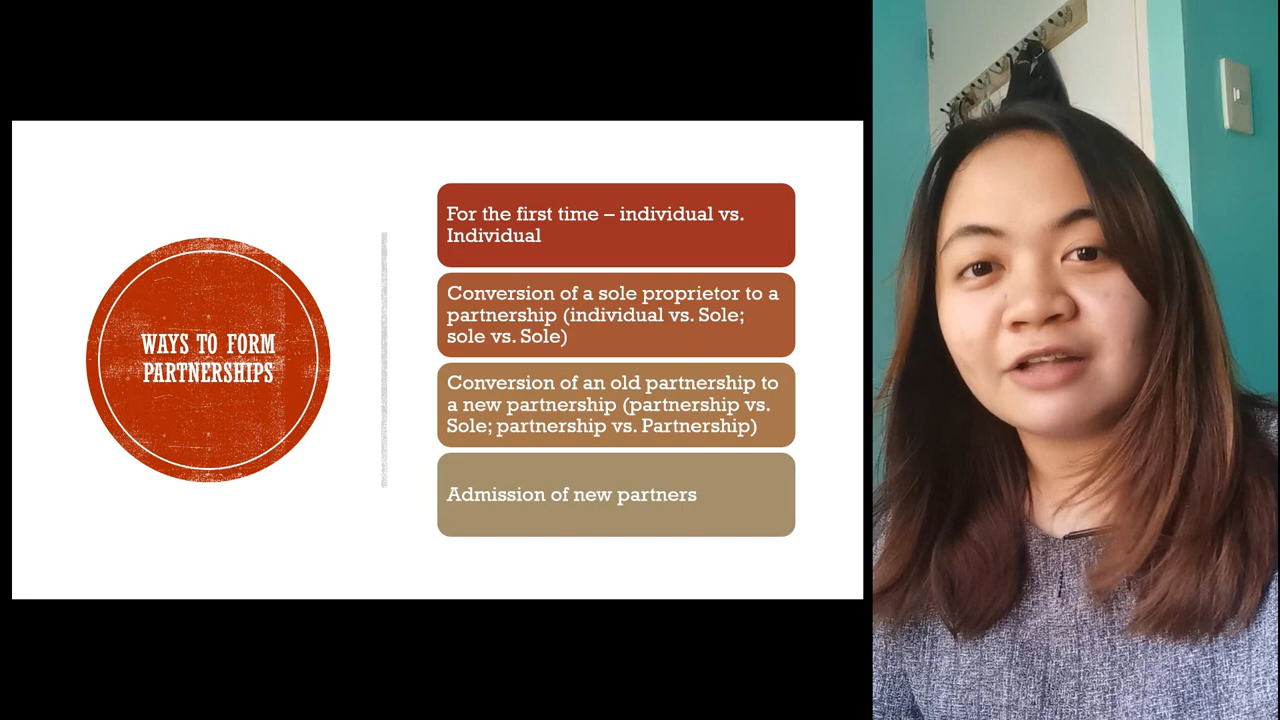 WAYS TO FORM
PARTNERSHIPS
For the first time – individual vs.
Individual
Conversion of a sole proprietor to a
partnership (individual vs. Sole;
sole vs. Sole)
Conversion of an old partnership to
a new partnership (partnership vs.
Sole; partnership vs. Partnership)
Admission of new partners